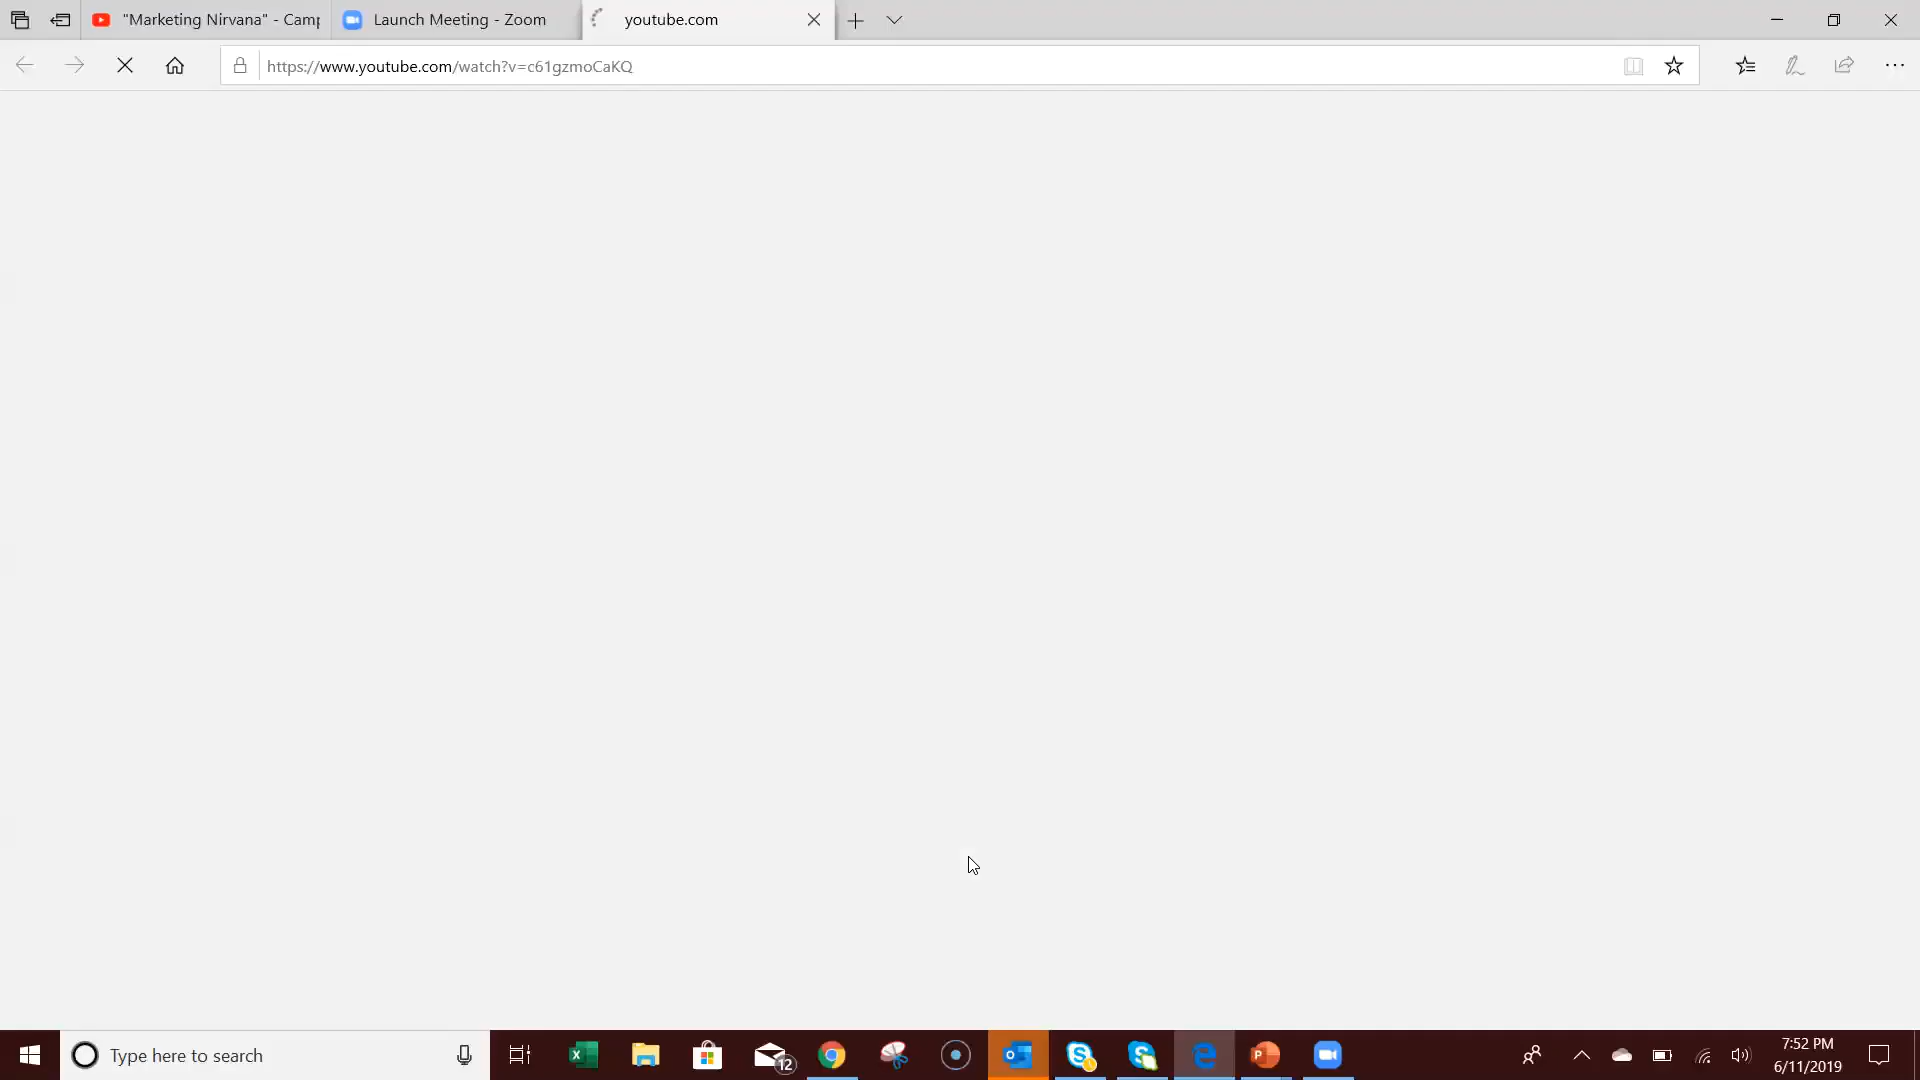 "Marketing Nirvana" - Camp
Launch Meeting - Zoom
youtube.com
https://www.youtube.com/watch?v=c61gzmoCaKQ
Type here to search
12
7:52 PM
6/11/2019